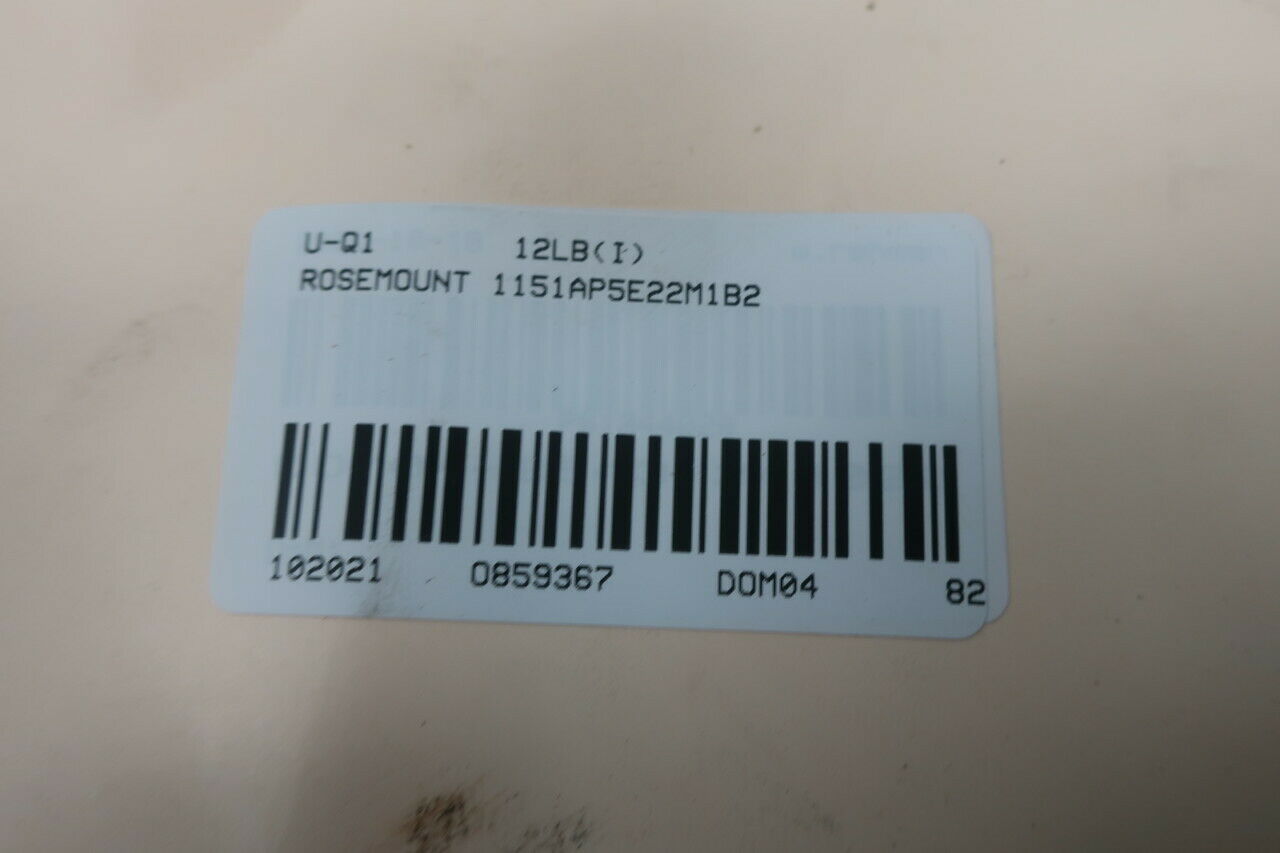 U-Q1 12LB(I)
ROSEMOUNT 1151AP5E22M1B2
102021 0859367 DOM04 82